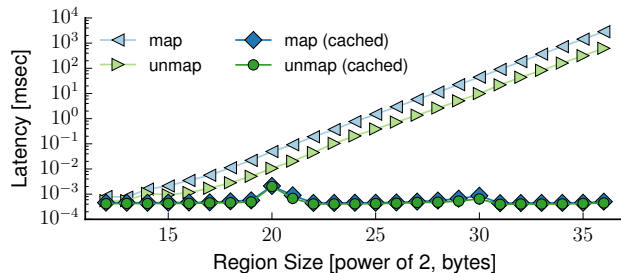 Latency [msec]
10^4
10^3
10^2
10^1
10^0
10^-1
10^-2
10^-3
10^-4
map
unmap
map (cached)
unmap (cached)
15
20
25
30
35
Region Size [power of 2, bytes]